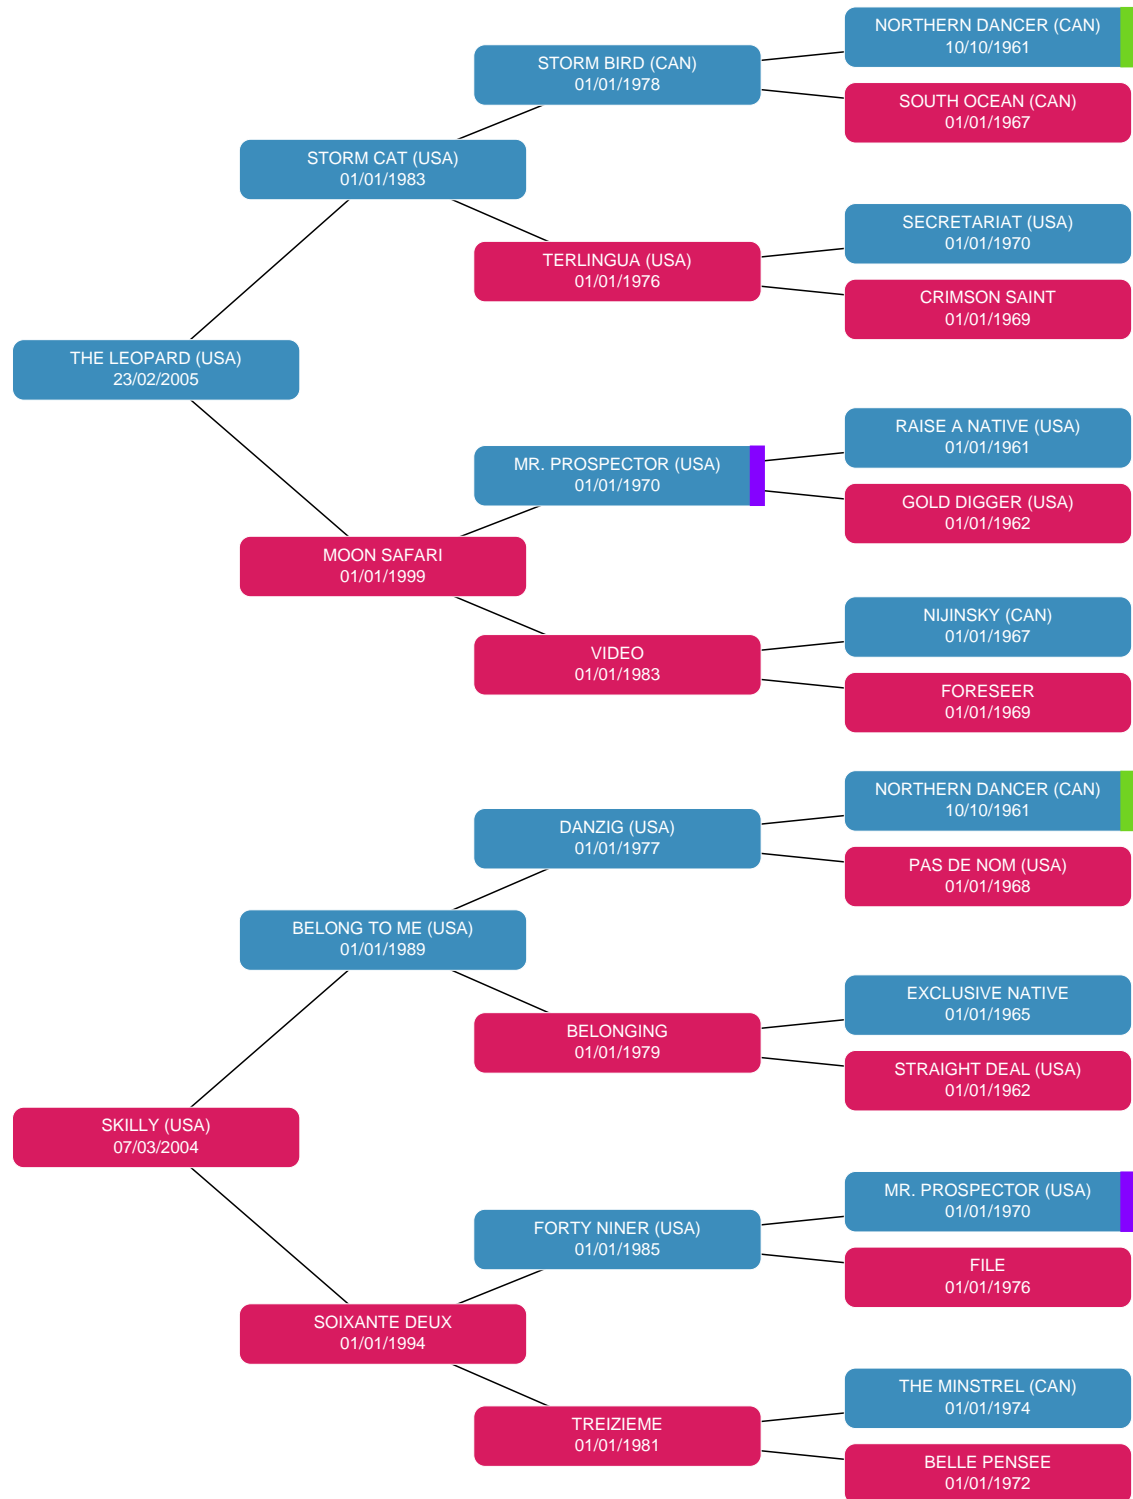 NORTHERN DANCER (CAN)
10/10/1961
STORM BIRD (CAN)
01/01/1978
SOUTH OCEAN (CAN)
01/01/1967
STORM CAT (USA)
01/01/1983
SECRETARIAT (USA)
01/01/1970
TERLINGUA (USA)
01/01/1976
CRIMSON SAINT
01/01/1969
THE LEOPARD (USA)
23/02/2005
RAISE A NATIVE (USA)
01/01/1961
MR. PROSPECTOR (USA)
01/01/1970
GOLD DIGGER (USA)
01/01/1962
MOON SAFARI
01/01/1999
NIJINSKY (CAN)
01/01/1967
VIDEO
01/01/1983
FORESEER
01/01/1969
NORTHERN DANCER (CAN)
10/10/1961
DANZIG (USA)
01/01/1977
PAS DE NOM (USA)
01/01/1968
BELONG TO ME (USA)
01/01/1989
EXCLUSIVE NATIVE
01/01/1965
BELONGING
01/01/1979
STRAIGHT DEAL (USA)
01/01/1962
SKILLY (USA)
07/03/2004
MR. PROSPECTOR (USA)
01/01/1970
FORTY NINER (USA)
01/01/1985
FILE
01/01/1976
SOIXANTE DEUX
01/01/1994
THE MINSTREL (CAN)
01/01/1974
TREIZIEME
01/01/1981
BELLE PENSEE
01/01/1972